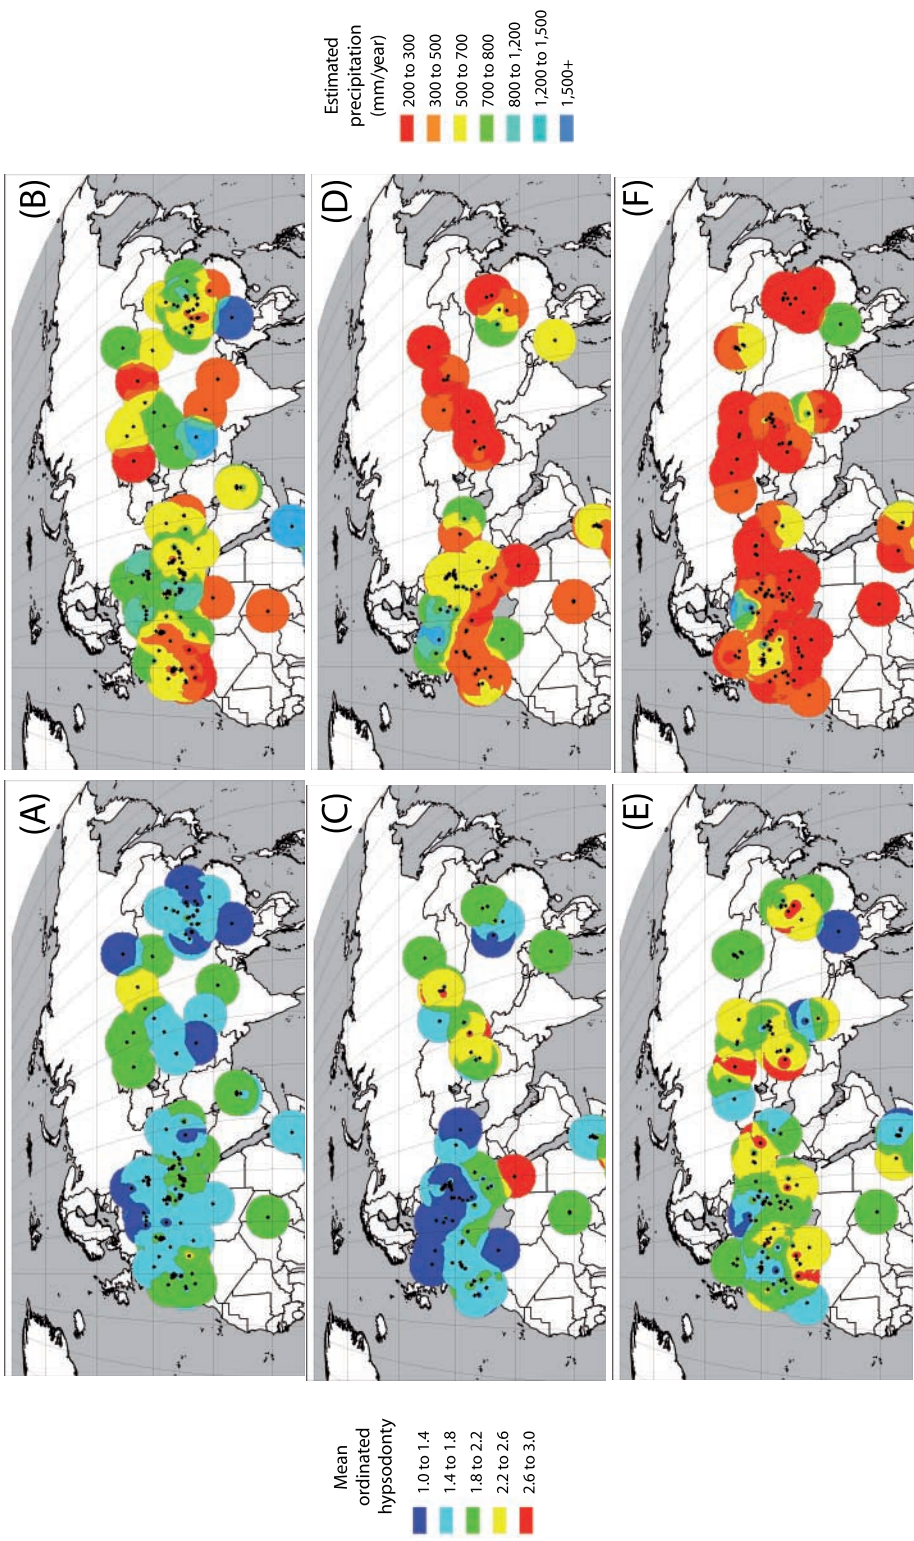 Estimated
precipitation
(mm/year)
200 to 300
300 to 500
500 to 700
700 to 800
800 to 1,200
1,200 to 1,500
1,500+
(B)
(D)
(F)
(A)
(C)
(E)
Mean
ordinated
hypsodonty
1.0 to 1.4
1.4 to 1.8
1.8 to 2.2
2.2 to 2.6
2.6 to 3.0